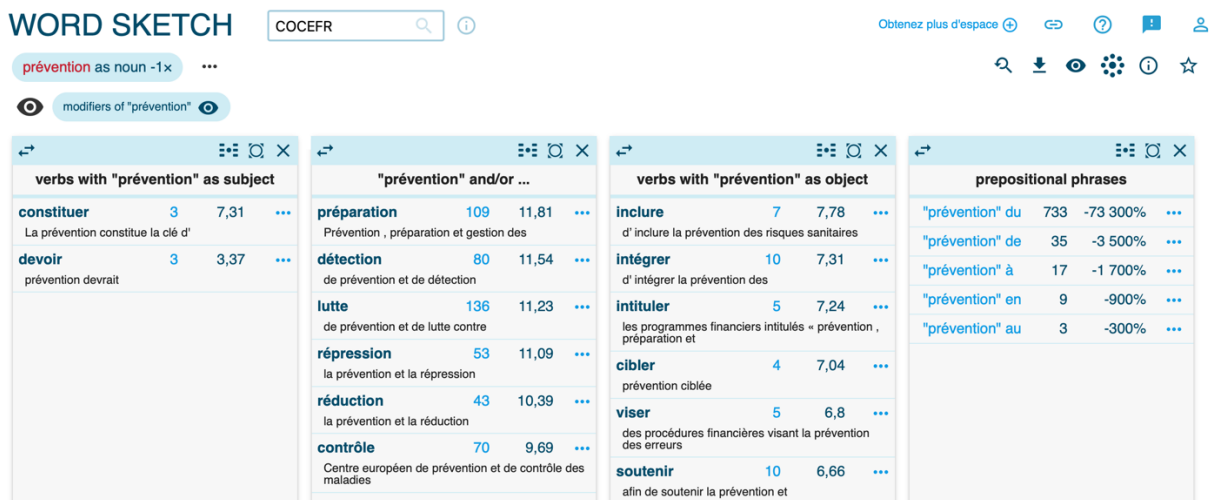 WORD SKETCH
COCEFR
Obtenez plus d'espace
prévention as noun -1×
modifiers of "prévention"
verbs with "prévention" as subject
constituer 3 7,31
La prévention constitue la clé d'
devoir 3 3,37
prévention devrait
"prévention" and/or ...
préparation 109 11,81
Prévention , préparation et gestion des
détection 80 11,54
de prévention et de détection
lutte 136 11,23
de prévention et de lutte contre
répression 53 11,09
la prévention et la répression
réduction 43 10,39
la prévention et la réduction
contrôle 70 9,69
Centre européen de prévention et de contrôle des
maladies
verbs with "prévention" as object
inclure 7 7,78
d' inclure la prévention des risques sanitaires
intégrer 10 7,31
d' intégrer la prévention des
intituler 5 7,24
les programmes financiers intitulés « prévention ,
préparation et
cibler 4 7,04
prévention ciblée
viser 5 6,8
des procédures financières visant la prévention
des erreurs
soutenir 10 6,66
afin de soutenir la prévention et
prepositional phrases
"prévention" du 733 -73 300%
"prévention" de 35 -3 500%
"prévention" à 17 -1 700%
"prévention" en 9 -900%
"prévention" au 3 -300%